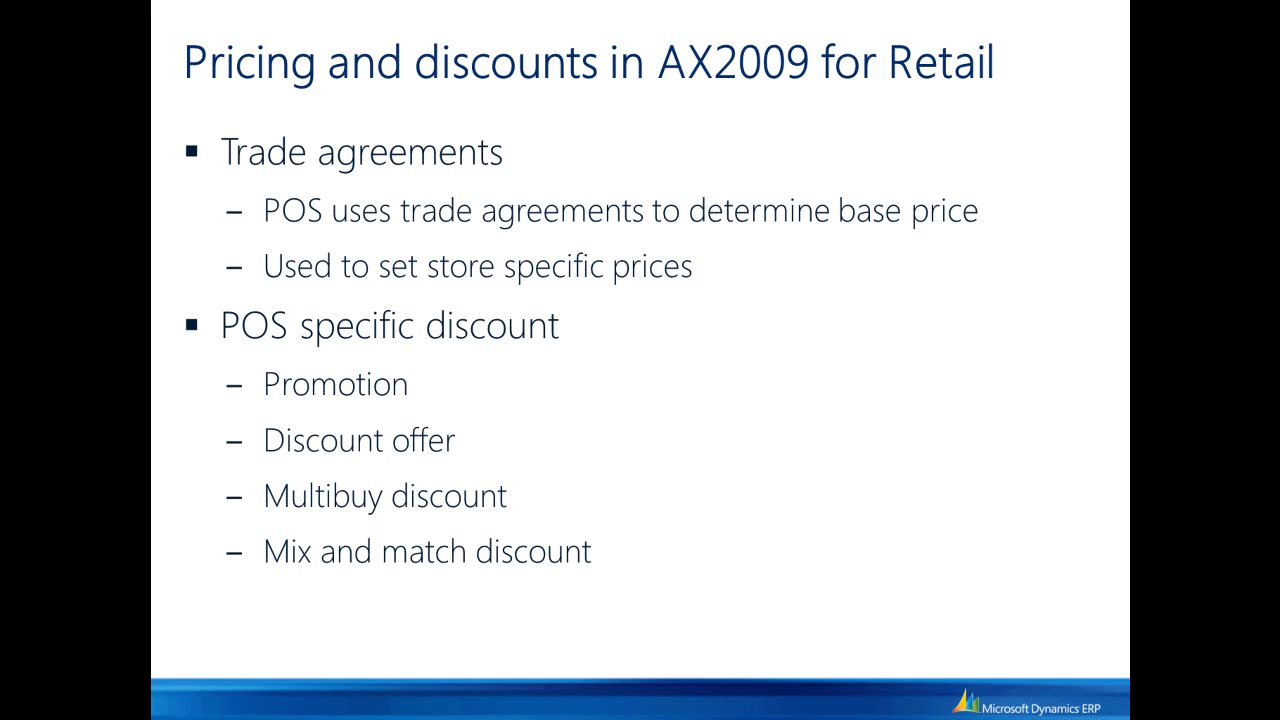 Pricing and discounts in AX2009 for Retail
▪ Trade agreements
– POS uses trade agreements to determine base price
– Used to set store specific prices
▪ POS specific discount
– Promotion
– Discount offer
– Multibuy discount
– Mix and match discount
Microsoft Dynamics ERP